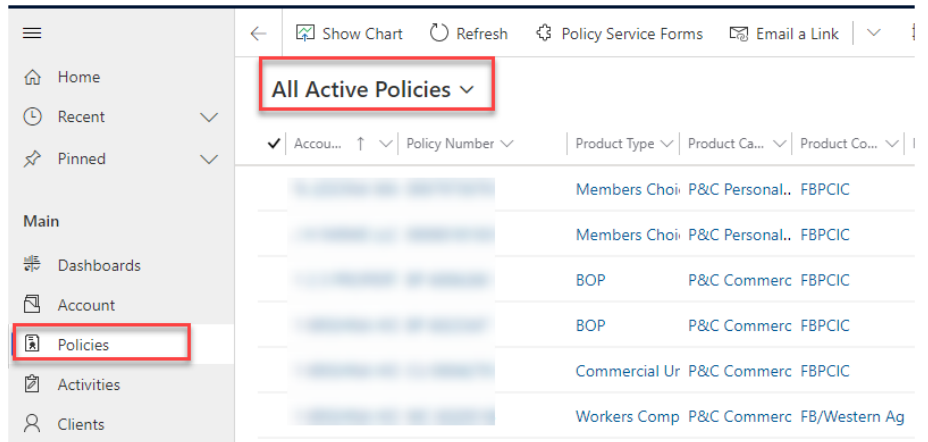 Show Chart Refresh Policy Service Forms Email a Link
Home
Recent
Pinned
Main
Dashboards
Account
Policies
Activities
Clients
All Active Policies
Accou... Policy Number Product Type Product Ca... Product Co...
Members Choi P&C Personal.. FBPCIC
Members Choi P&C Personal.. FBPCIC
BOP P&C Commerc FBPCIC
BOP P&C Commerc FBPCIC
Commercial Ur P&C Commerc FBPCIC
Workers Comp P&C Commerc FB/Western Ag